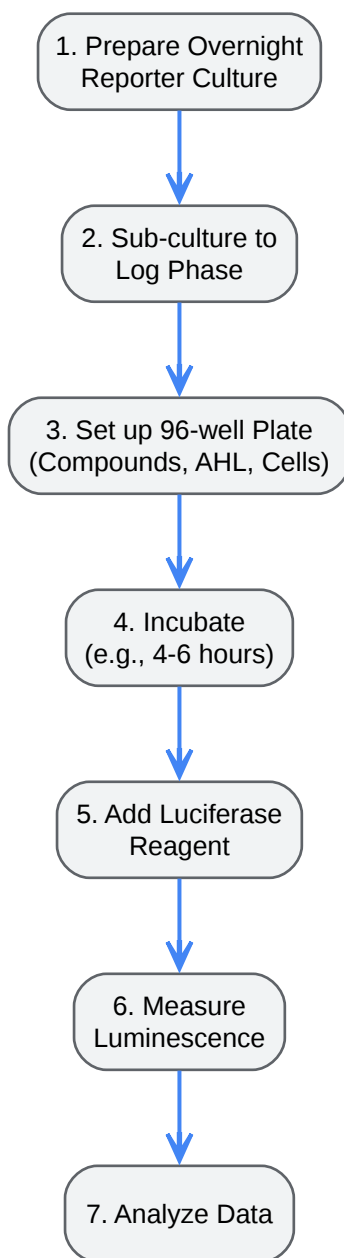 1. Prepare Overnight
Reporter Culture
2. Sub-culture to
Log Phase
3. Set up 96-well Plate
(Compounds, AHL, Cells)
4. Incubate
(e.g., 4-6 hours)
5. Add Luciferase
Reagent
6. Measure
Luminescence
7. Analyze Data